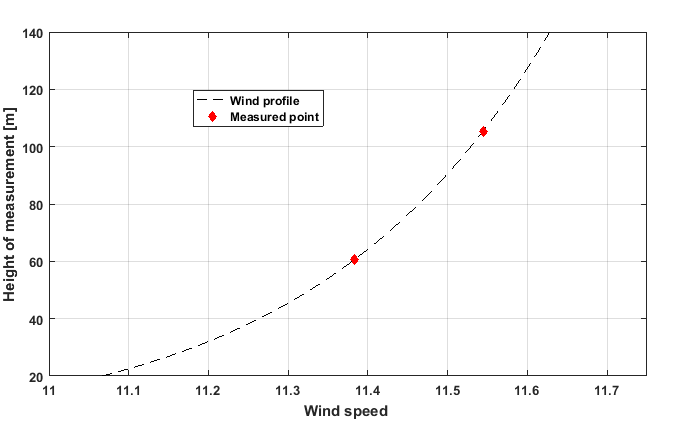 140
120
100
80
60
40
20
Height of measurement [m]
Wind profile
Measured point
11 11.1 11.2 11.3 11.4 11.5 11.6 11.7
Wind speed